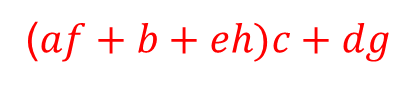 (af + b + eh)c + dg